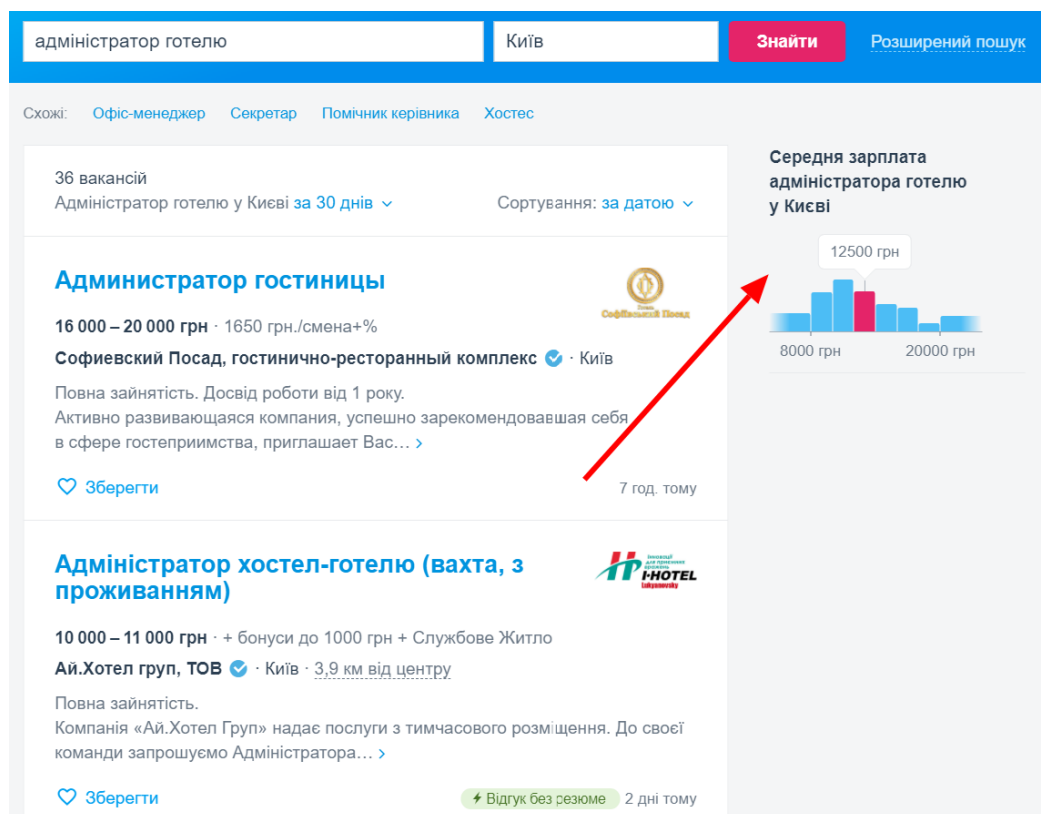 адміністратор готелю
Київ
Знайти
Розширений пошук
Схожі: Офіс-менеджер Секретар Помічник керівника Хостес
36 вакансій
Адміністратор готелю у Києві за 30 днів
Сортування: за датою
Середня зарплата
адміністратора готелю
у Києві
12500 грн
8000 грн 20000 грн
Администратор гостиницы
Софіївський Посад
16 000 – 20 000 грн · 1650 грн./смена+%
Софиевский Посад, гостинично-ресторанный комплекс · Київ
Повна зайнятість. Досвід роботи від 1 року.
Активно развивающаяся компания, успешно зарекомендовавшая себя
в сфере гостеприимства, приглашает Вас… ›
Зберегти
7 год. тому
Адміністратор хостел-готелю (вахта, з
проживанням)
I-HOTEL
Lukyanovsky
10 000 – 11 000 грн · + бонуси до 1000 грн + Службове Житло
Ай.Хотел груп, ТОВ · Київ · 3,9 км від центру
Повна зайнятість.
Компанія «Ай.Хотел Груп» надає послуги з тимчасового розміщення. До своєї
команди запрошуємо Адміністратора… ›
Зберегти
Відгук без резюме 2 дні тому